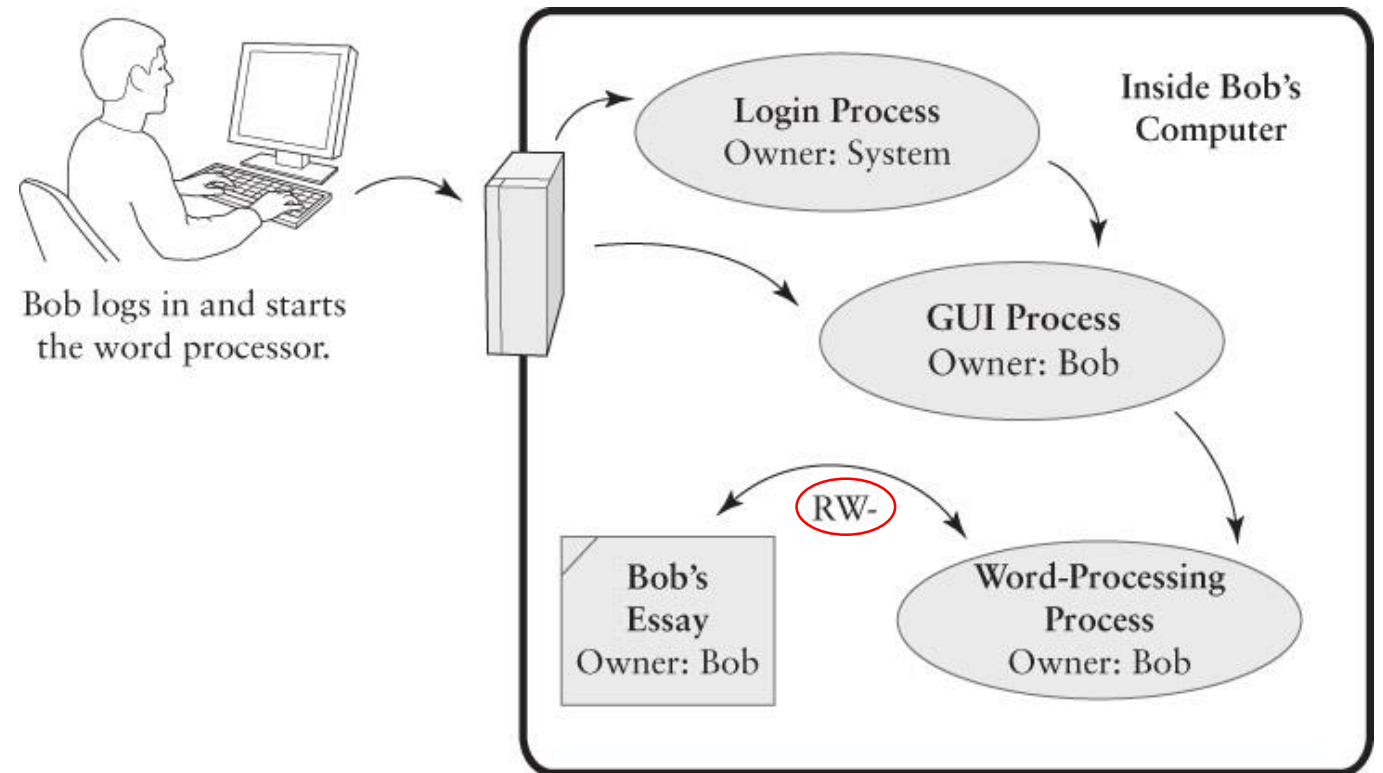 Login Process
Owner: System
Inside Bob's
Computer
Bob logs in and starts
the word processor.
GUI Process
Owner: Bob
RW-
Bob's
Essay
Owner: Bob
Word-Processing
Process
Owner: Bob